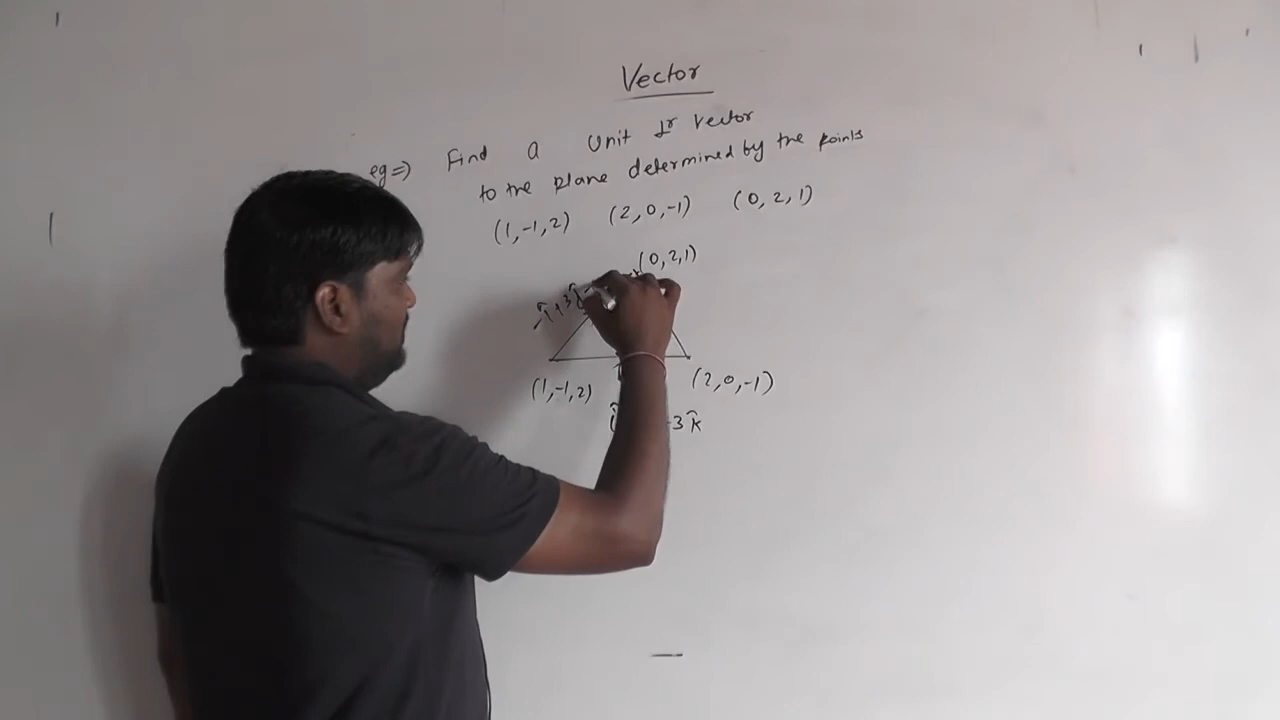 Vector
eg⇒) Find a unit ⊥r vector
to the plane determined by the points
(1,-1,2) (2,0,-1) (0,2,1)
(0,2,1)
-î+3ĵ-
(1,-1,2) (2,0,-1)
î -3k̂